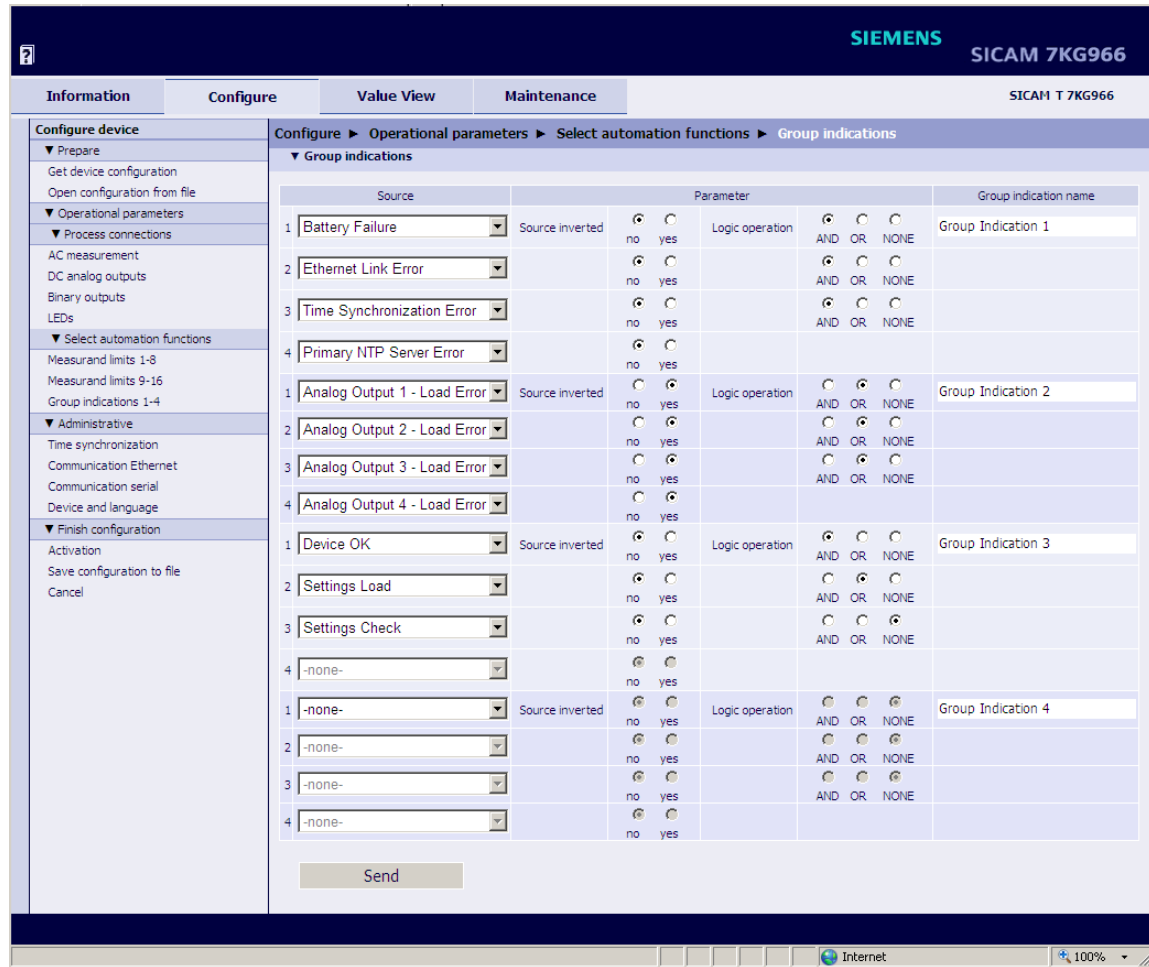 SIEMENS
SICAM 7KG966
Information Configure Value View Maintenance SICAM T 7KG966
Configure device
▼ Prepare
Get device configuration
Open configuration from file
▼ Operational parameters
▼ Process connections
AC measurement
DC analog outputs
Binary outputs
LEDs
▼ Select automation functions
Measurand limits 1-8
Measurand limits 9-16
Group indications 1-4
▼ Administrative
Time synchronization
Communication Ethernet
Communication serial
Device and language
▼ Finish configuration
Activation
Save configuration to file
Cancel
Configure ► Operational parameters ► Select automation functions ► Group indications
▼ Group indications
Source Parameter Group indication name
1 Battery Failure Source inverted no yes Logic operation AND OR NONE Group Indication 1
2 Ethernet Link Error no yes AND OR NONE
3 Time Synchronization Error no yes AND OR NONE
4 Primary NTP Server Error no yes
1 Analog Output 1 - Load Error Source inverted no yes Logic operation AND OR NONE Group Indication 2
2 Analog Output 2 - Load Error no yes AND OR NONE
3 Analog Output 3 - Load Error no yes AND OR NONE
4 Analog Output 4 - Load Error no yes
1 Device OK Source inverted no yes Logic operation AND OR NONE Group Indication 3
2 Settings Load no yes AND OR NONE
3 Settings Check no yes AND OR NONE
4 -none- no yes
1 -none- Source inverted no yes Logic operation AND OR NONE Group Indication 4
2 -none- no yes AND OR NONE
3 -none- no yes AND OR NONE
4 -none- no yes
Send
Internet 100%